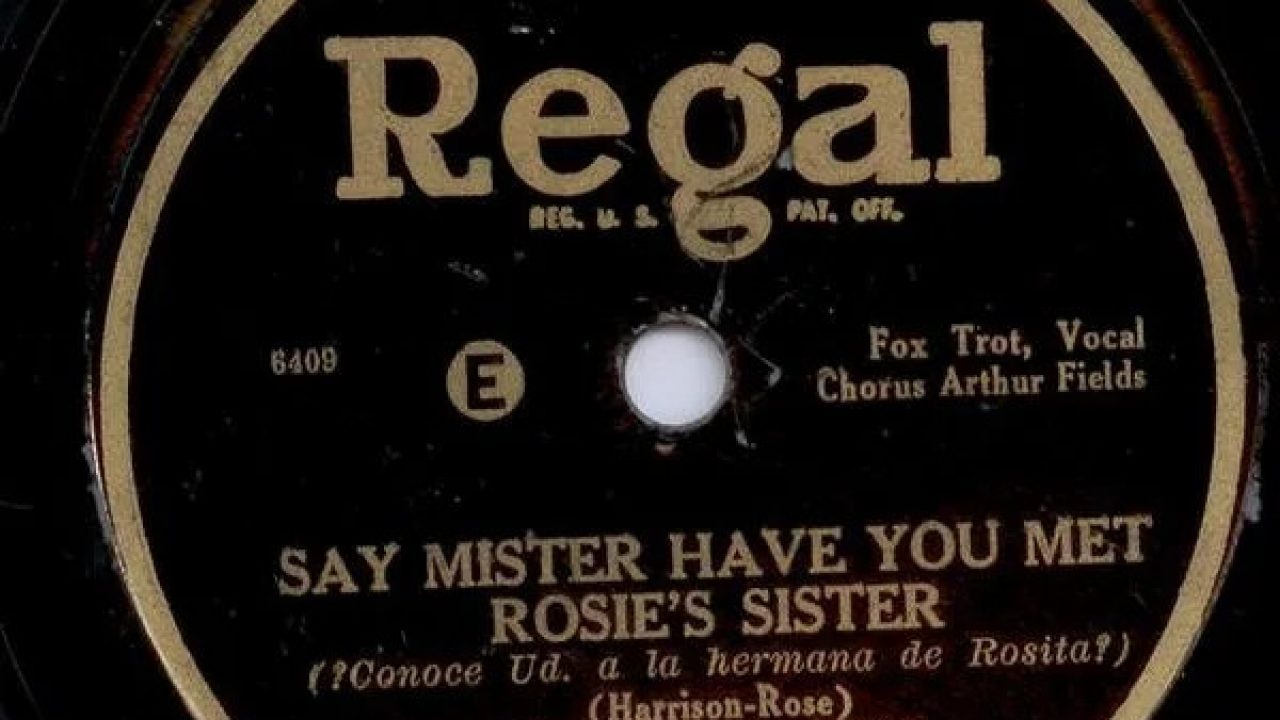 Regal
REG. U. S. PAT. OFF.
6409
E
Fox Trot, Vocal
Chorus Arthur Fields
SAY MISTER HAVE YOU MET
ROSIE'S SISTER
(?Conoce Ud. a la hermana de Rosita?)
(Harrison-Rose)